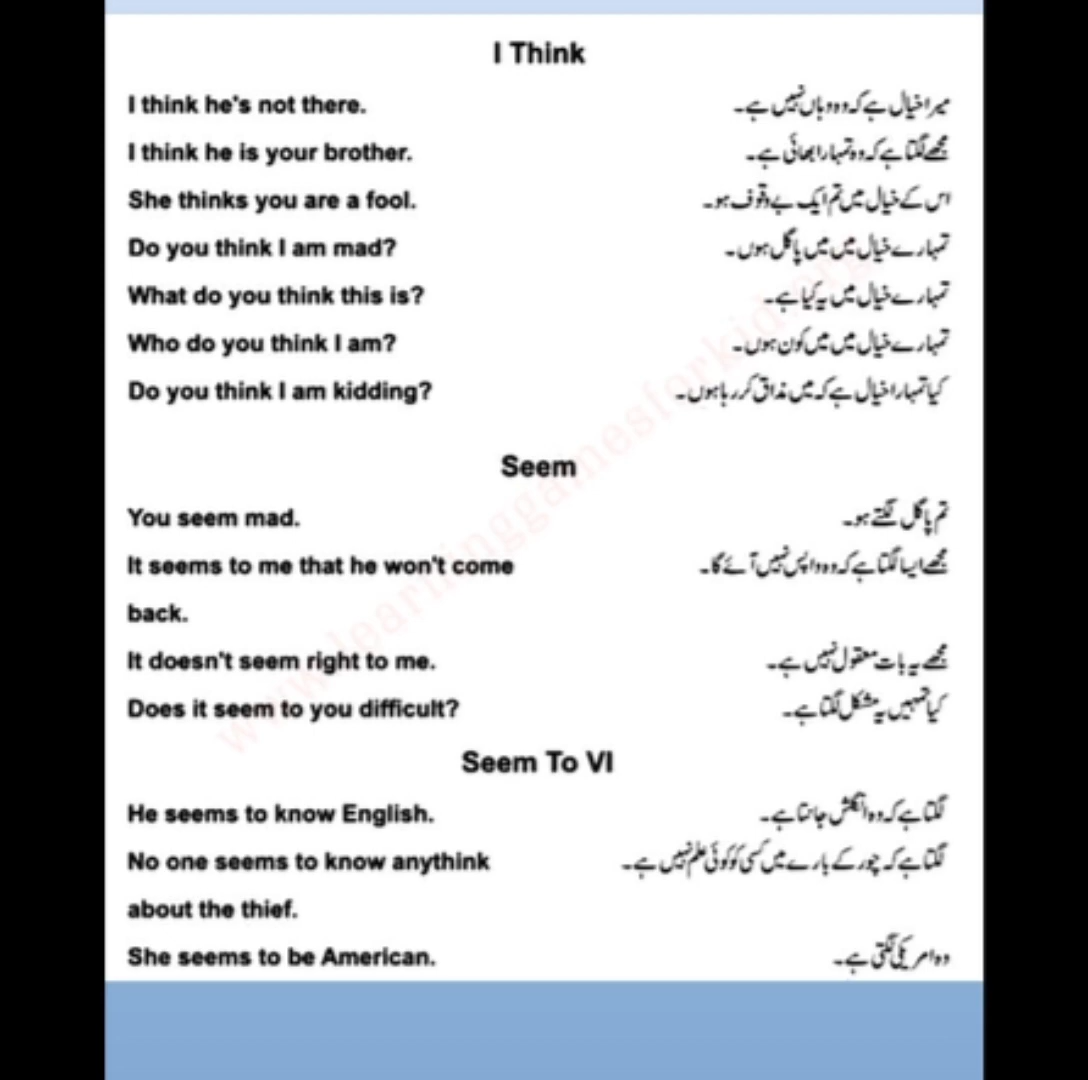 I Think
I think he's not there. میرا خیال ہے کہ وہ وہاں نہیں ہے۔
I think he is your brother. مجھے لگتا ہے کہ وہ تمہارا بھائی ہے۔
She thinks you are a fool. اس کے خیال میں تم ایک بے وقوف ہو۔
Do you think I am mad? تمہارے خیال میں میں پاگل ہوں۔
What do you think this is? تمہارے خیال میں یہ کیا ہے۔
Who do you think I am? تمہارے خیال میں میں کون ہوں۔
Do you think I am kidding? کیا تمہارا خیال ہے کہ میں مذاق کر رہا ہوں۔
Seem
You seem mad. تم پاگل لگتے ہو۔
It seems to me that he won't come مجھے ایسا لگتا ہے کہ وہ واپس نہیں آئے گا۔
back.
It doesn't seem right to me. مجھے یہ بات معقول نہیں ہے۔
Does it seem to you difficult? کیا تمہیں یہ مشکل لگتا ہے۔
Seem To VI
He seems to know English. لگتا ہے کہ وہ انگلش جانتا ہے۔
No one seems to know anythink لگتا ہے کہ چور کے بارے میں کسی کو کوئی علم نہیں ہے۔
about the thief.
She seems to be American. وہ امریکی لگتی ہے۔
www.learninggamesforkid.org